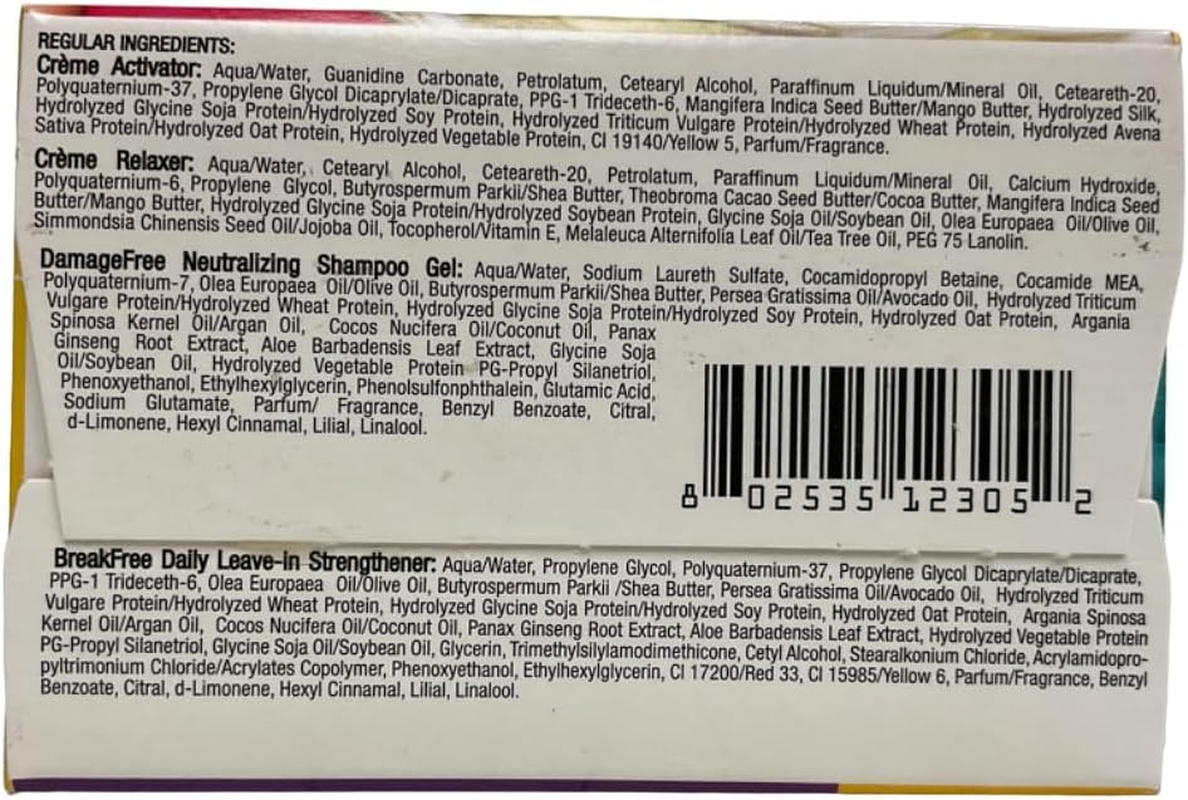 REGULAR INGREDIENTS:
Crème Activator: Aqua/Water, Guanidine Carbonate, Petrolatum, Cetearyl Alcohol, Paraffinum Liquidum/Mineral Oil, Ceteareth-20,
Polyquaternium-37, Propylene Glycol Dicaprylate/Dicaprate, PPG-1 Trideceth-6, Mangifera Indica Seed Butter/Mango Butter, Hydrolyzed Silk,
Hydrolyzed Glycine Soja Protein/Hydrolyzed Soy Protein, Hydrolyzed Triticum Vulgare Protein/Hydrolyzed Wheat Protein, Hydrolyzed Avena
Sativa Protein/Hydrolyzed Oat Protein, Hydrolyzed Vegetable Protein, CI 19140/Yellow 5, Parfum/Fragrance.
Crème Relaxer: Aqua/Water, Cetearyl Alcohol, Ceteareth-20, Petrolatum, Paraffinum Liquidum/Mineral Oil, Calcium Hydroxide,
Polyquaternium-6, Propylene Glycol, Butyrospermum Parkii/Shea Butter, Theobroma Cacao Seed Butter/Cocoa Butter, Mangifera Indica Seed
Butter/Mango Butter, Hydrolyzed Glycine Soja Protein/Hydrolyzed Soybean Protein, Glycine Soja Oil/Soybean Oil, Olea Europaea Oil/Olive Oil,
Simmondsia Chinensis Seed Oil/Jojoba Oil, Tocopherol/Vitamin E, Melaleuca Alternifolia Leaf Oil/Tea Tree Oil, PEG 75 Lanolin.
DamageFree Neutralizing Shampoo Gel: Aqua/Water, Sodium Laureth Sulfate, Cocamidopropyl Betaine, Cocamide MEA,
Polyquaternium-7, Olea Europaea Oil/Olive Oil, Butyrospermum Parkii/Shea Butter, Persea Gratissima Oil/Avocado Oil, Hydrolyzed Triticum
Vulgare Protein/Hydrolyzed Wheat Protein, Hydrolyzed Glycine Soja Protein/Hydrolyzed Soy Protein, Hydrolyzed Oat Protein, Argania
Spinosa Kernel Oil/Argan Oil, Cocos Nucifera Oil/Coconut Oil, Panax
Ginseng Root Extract, Aloe Barbadensis Leaf Extract, Glycine Soja
Oil/Soybean Oil, Hydrolyzed Vegetable Protein PG-Propyl Silanetriol,
Phenoxyethanol, Ethylhexylglycerin, Phenolsulfonphthalein, Glutamic Acid,
Sodium Glutamate, Parfum/ Fragrance, Benzyl Benzoate, Citral,
d-Limonene, Hexyl Cinnamal, Lilial, Linalool.
8 02535 12305 2
BreakFree Daily Leave-in Strengthener: Aqua/Water, Propylene Glycol, Polyquaternium-37, Propylene Glycol Dicaprylate/Dicaprate,
PPG-1 Trideceth-6, Olea Europaea Oil/Olive Oil, Butyrospermum Parkii /Shea Butter, Persea Gratissima Oil/Avocado Oil, Hydrolyzed Triticum
Vulgare Protein/Hydrolyzed Wheat Protein, Hydrolyzed Glycine Soja Protein/Hydrolyzed Soy Protein, Hydrolyzed Oat Protein, Argania Spinosa
Kernel Oil/Argan Oil, Cocos Nucifera Oil/Coconut Oil, Panax Ginseng Root Extract, Aloe Barbadensis Leaf Extract, Hydrolyzed Vegetable Protein
PG-Propyl Silanetriol, Glycine Soja Oil/Soybean Oil, Glycerin, Trimethylsilylamodimethicone, Cetyl Alcohol, Stearalkonium Chloride, Acrylamidopro-
pyltrimonium Chloride/Acrylates Copolymer, Phenoxyethanol, Ethylhexylglycerin, CI 17200/Red 33, CI 15985/Yellow 6, Parfum/Fragrance, Benzyl
Benzoate, Citral, d-Limonene, Hexyl Cinnamal, Lilial, Linalool.